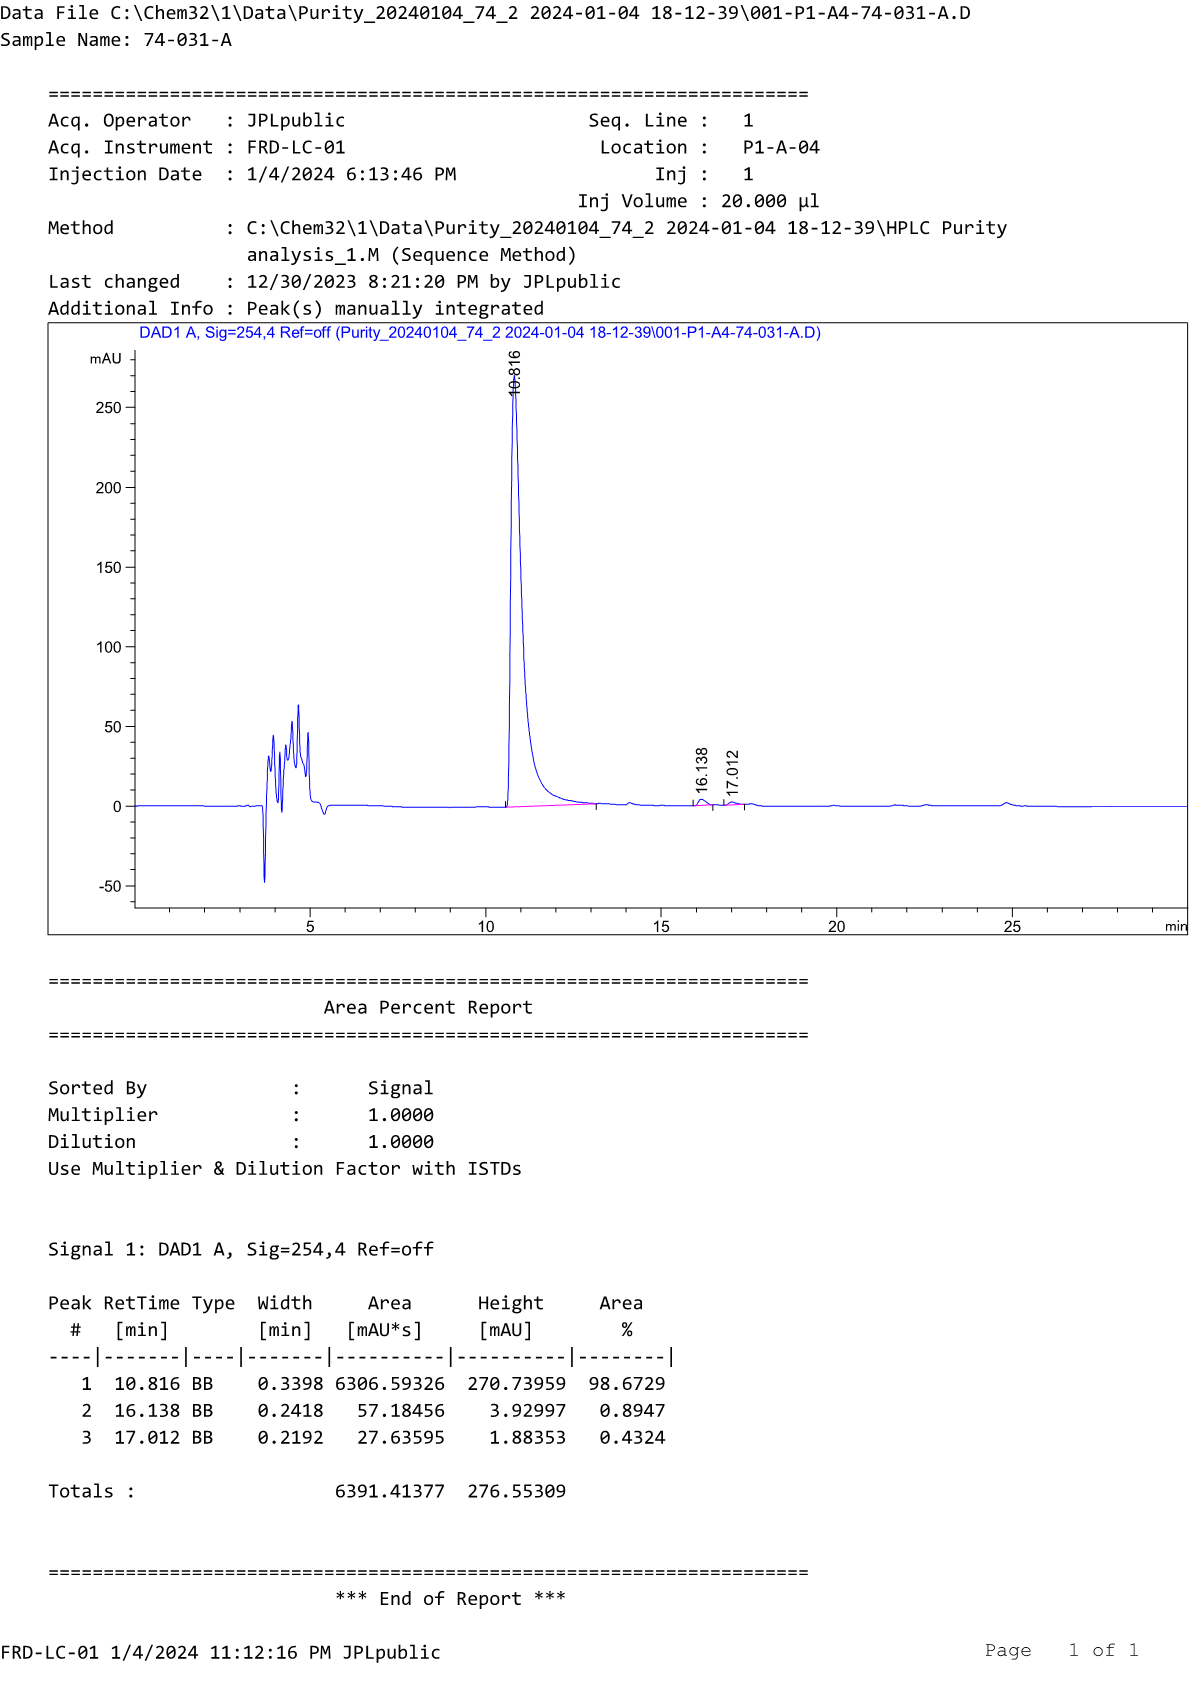 Data File C:\Chem32\1\Data\Purity_20240104_74_2 2024-01-04 18-12-39\001-P1-A4-74-031-A.D
Sample Name: 74-031-A
=====================================================================
Acq. Operator   : JPLpublic                      Seq. Line :   1
Acq. Instrument : FRD-LC-01                       Location :   P1-A-04
Injection Date  : 1/4/2024 6:13:46 PM                  Inj :   1
Inj Volume : 20.000 µl
Method          : C:\Chem32\1\Data\Purity_20240104_74_2 2024-01-04 18-12-39\HPLC Purity
analysis_1.M (Sequence Method)
Last changed    : 12/30/2023 8:21:20 PM by JPLpublic
Additional Info : Peak(s) manually integrated
DAD1 A, Sig=254,4 Ref=off (Purity_20240104_74_2 2024-01-04 18-12-39\001-P1-A4-74-031-A.D)
mAU
10.816
250
200
150
100
50
16.138
17.012
0
-50
5 10 15 20 25 min
=====================================================================
Area Percent Report
=====================================================================
Sorted By             :      Signal
Multiplier            :      1.0000
Dilution              :      1.0000
Use Multiplier & Dilution Factor with ISTDs
Signal 1: DAD1 A, Sig=254,4 Ref=off
Peak RetTime Type  Width     Area      Height     Area
#   [min]        [min]   [mAU*s]     [mAU]        %
----|-------|----|-------|----------|----------|--------|
1  10.816 BB    0.3398 6306.59326  270.73959  98.6729
2  16.138 BB    0.2418   57.18456    3.92997   0.8947
3  17.012 BB    0.2192   27.63595    1.88353   0.4324
Totals :                  6391.41377  276.55309
=====================================================================
*** End of Report ***
FRD-LC-01 1/4/2024 11:12:16 PM JPLpublic                Page   1 of 1